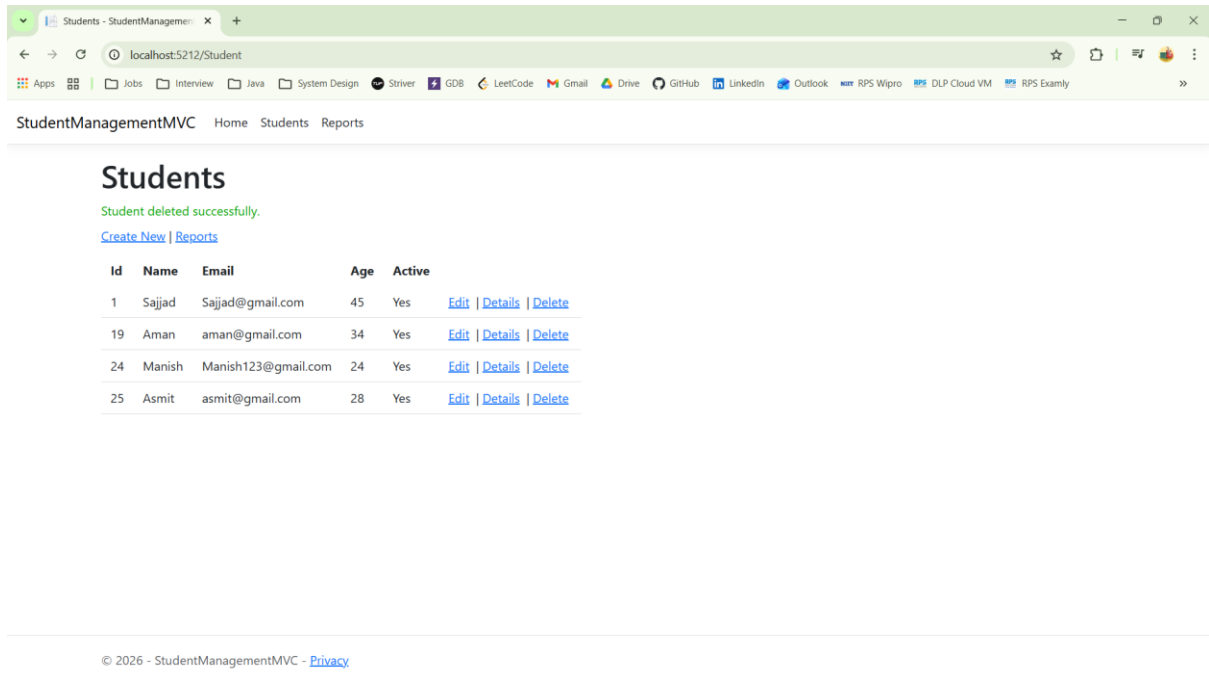 Students - StudentManagemen
localhost:5212/Student
Apps Jobs Interview Java System Design Striver GDB LeetCode Gmail Drive GitHub LinkedIn Outlook RPS Wipro RPS DLP Cloud VM RPS RPS Examly
StudentManagementMVC Home Students Reports
Students
Student deleted successfully.
Create New | Reports
Id Name Email Age Active
1 Sajjad Sajjad@gmail.com 45 Yes Edit | Details | Delete
19 Aman aman@gmail.com 34 Yes Edit | Details | Delete
24 Manish Manish123@gmail.com 24 Yes Edit | Details | Delete
25 Asmit asmit@gmail.com 28 Yes Edit | Details | Delete
© 2026 - StudentManagementMVC - Privacy